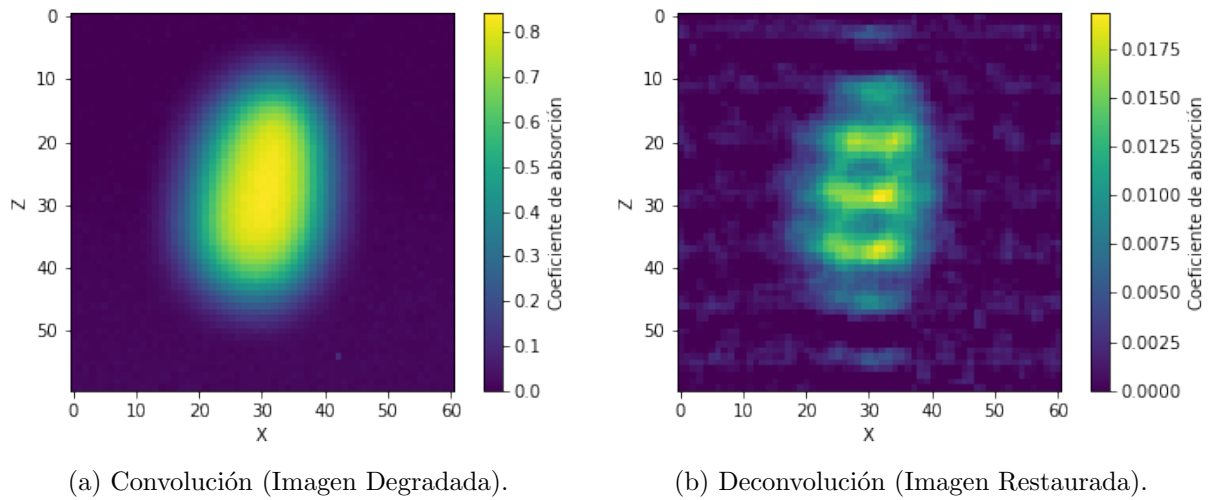 0
10
20
30
40
50
Z
0 10 20 30 40 50 60
X
0.8
0.7
0.6
0.5
0.4
0.3
0.2
0.1
0.0
Coeficiente de absorción
(a) Convolución (Imagen Degradada).
0
10
20
30
40
50
Z
0 10 20 30 40 50 60
X
0.0175
0.0150
0.0125
0.0100
0.0075
0.0050
0.0025
0.0000
Coeficiente de absorción
(b) Deconvolución (Imagen Restaurada).